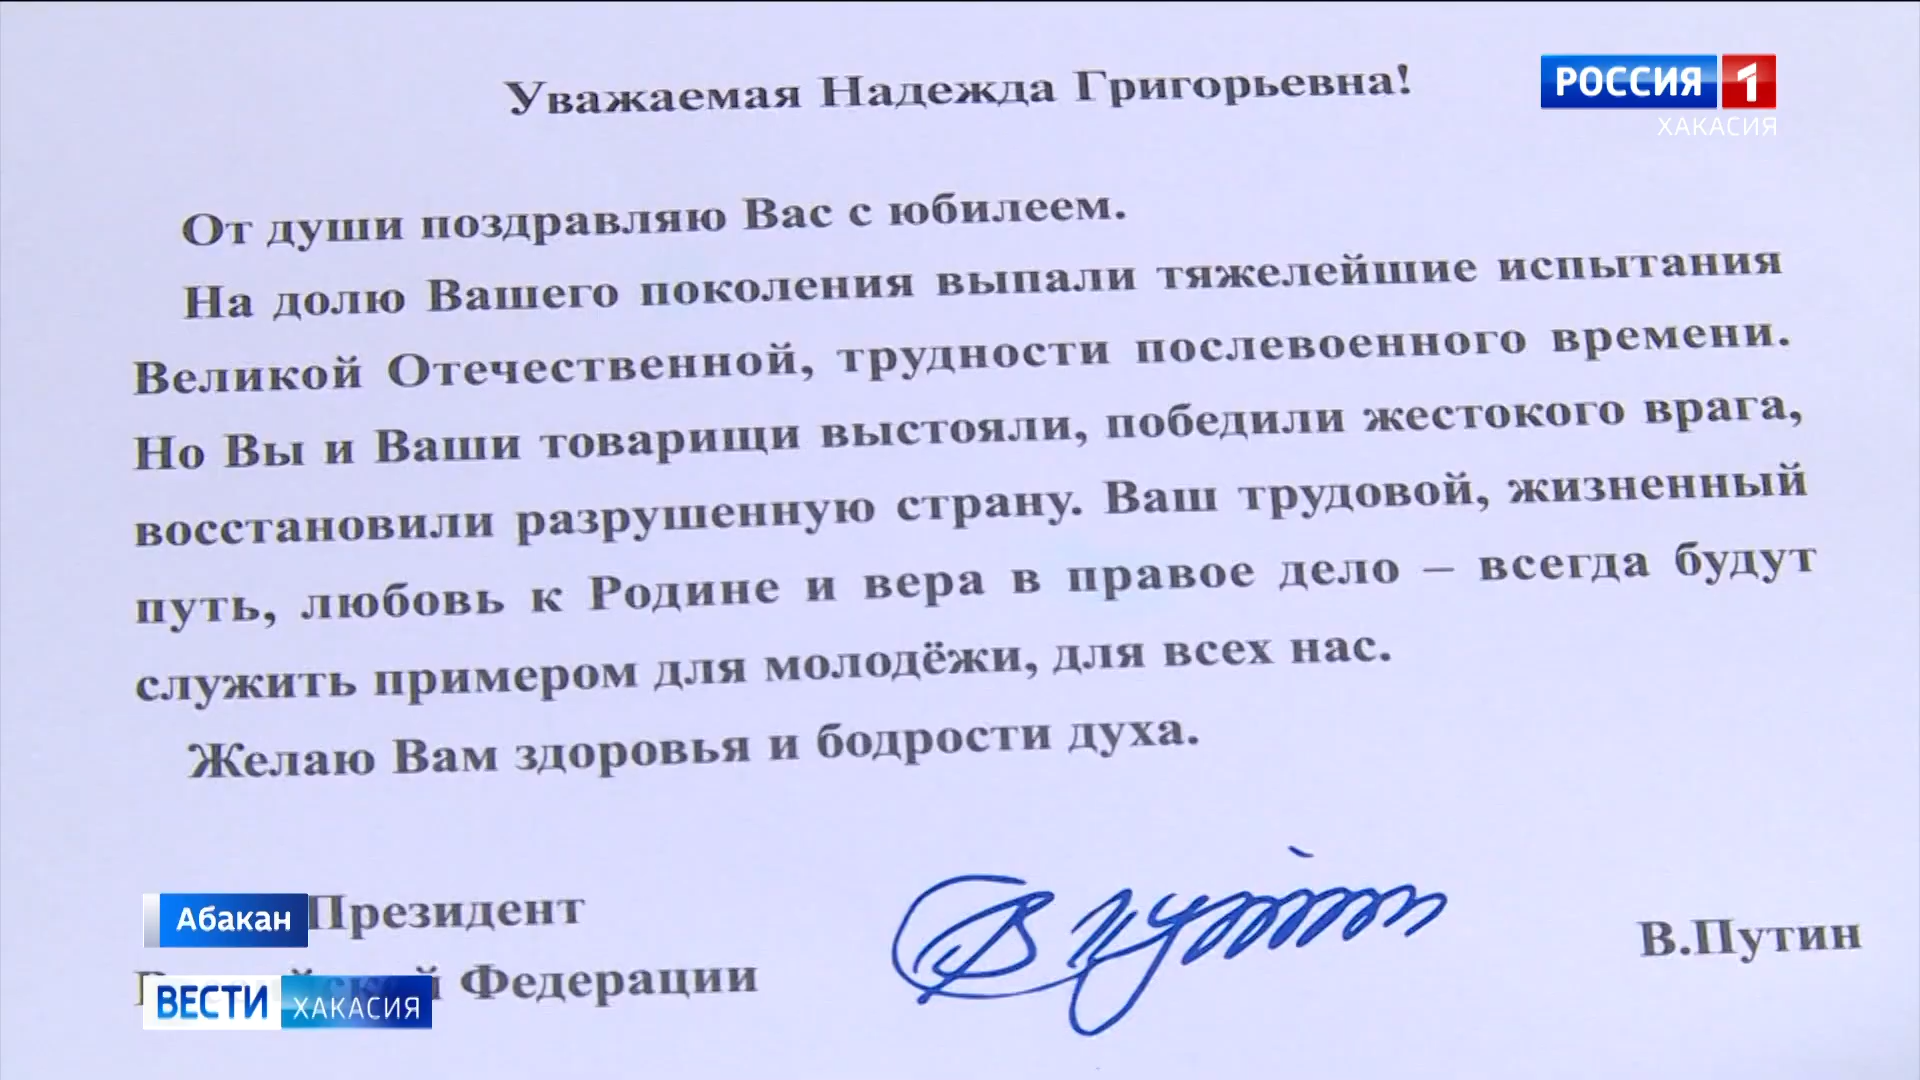 Уважаемая Надежда Григорьевна!
РОССИЯ 1
ХАКАСИЯ
От души поздравляю Вас с юбилеем.
На долю Вашего поколения выпали тяжелейшие испытания
Великой Отечественной, трудности послевоенного времени.
Но Вы и Ваши товарищи выстояли, победили жестокого врага,
восстановили разрушенную страну. Ваш трудовой, жизненный
путь, любовь к Родине и вера в правое дело – всегда будут
служить примером для молодёжи, для всех нас.
Желаю Вам здоровья и бодрости духа.
Президент
Федерации
В.Путин
Абакан
ВЕСТИ ХАКАСИЯ